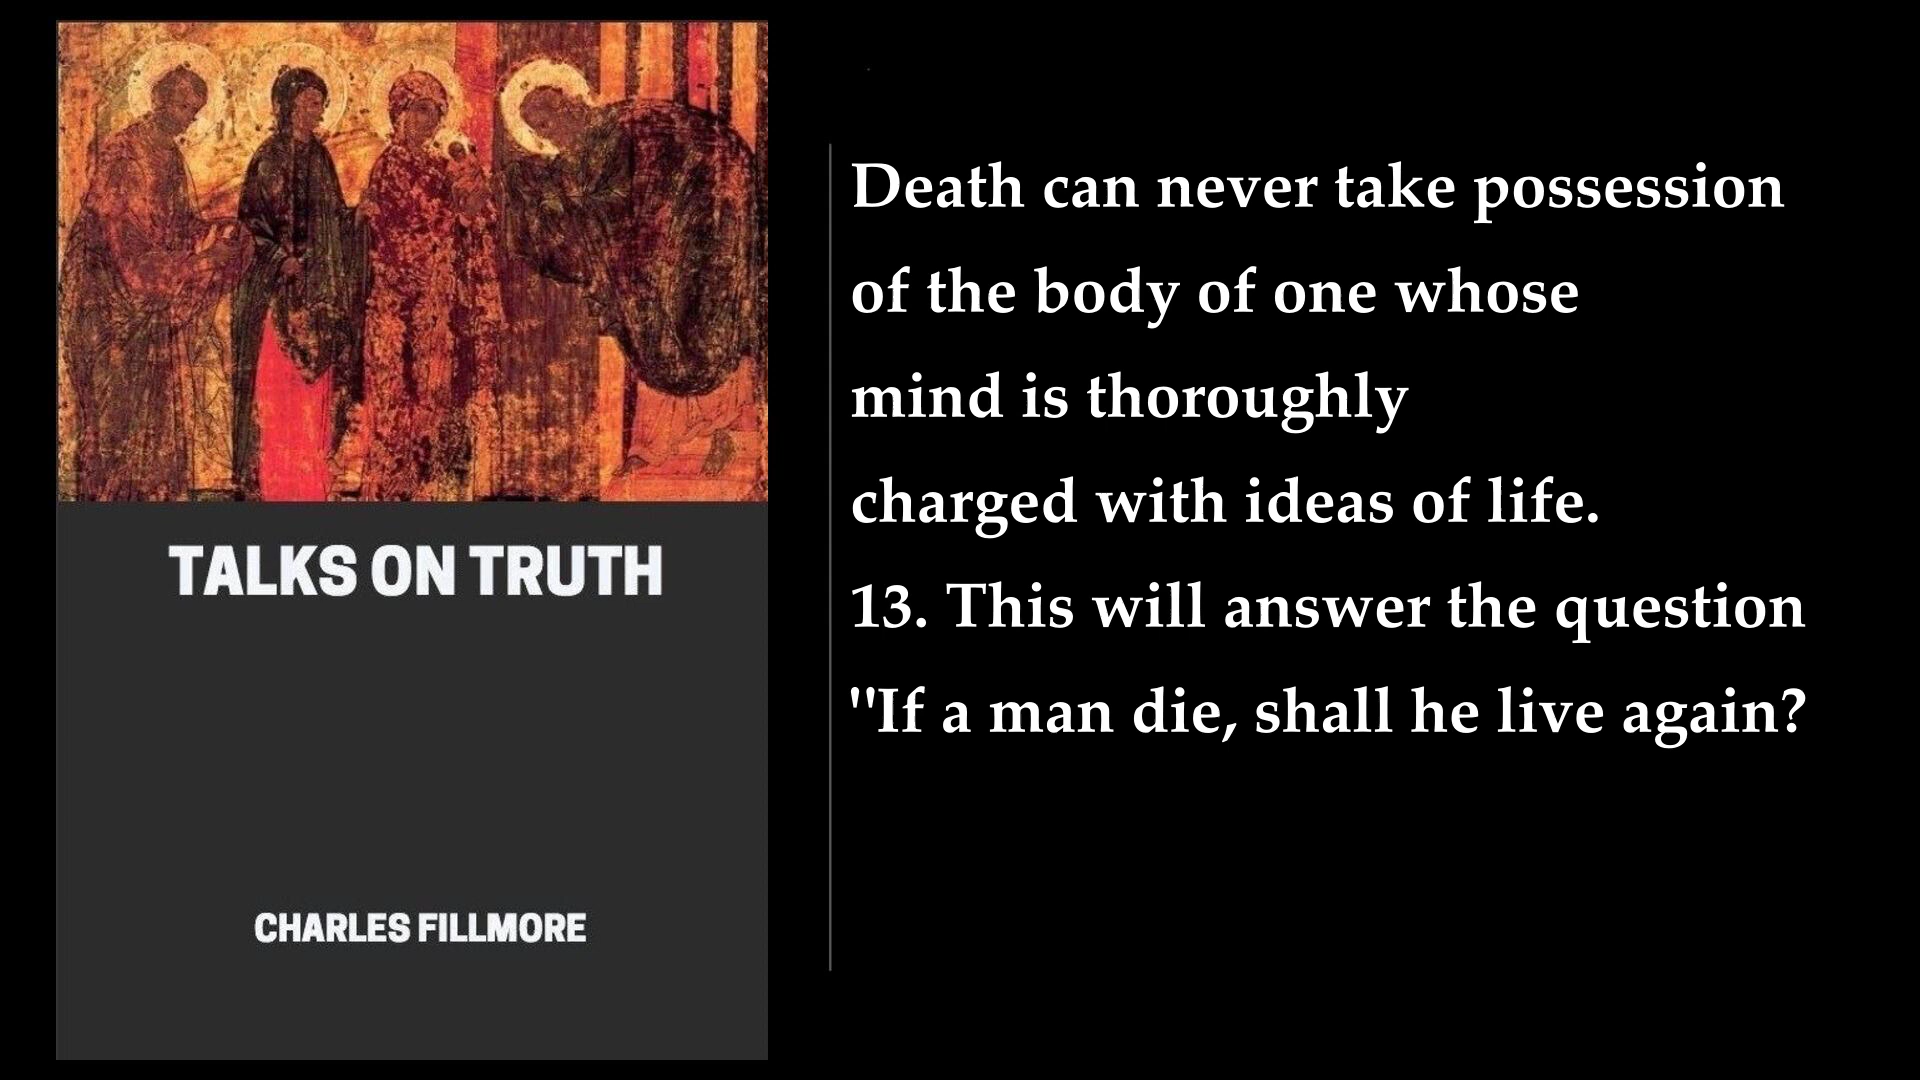 TALKS ON TRUTH
CHARLES FILLMORE
Death can never take possession
of the body of one whose
mind is thoroughly
charged with ideas of life.
13. This will answer the question
"If a man die, shall he live again?